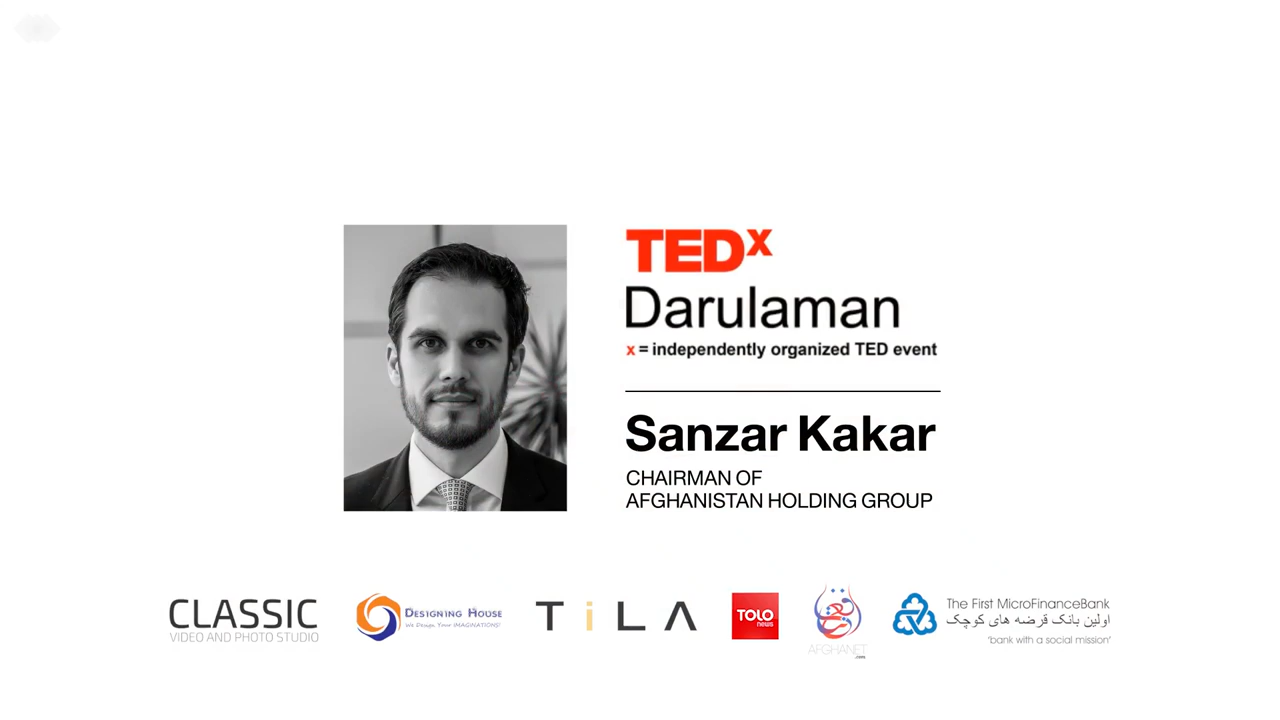 TEDx
Darulaman
x = independently organized TED event
Sanzar Kakar
CHAIRMAN OF
AFGHANISTAN HOLDING GROUP
CLASSIC
VIDEO AND PHOTO STUDIO
DESIGNING HOUSE
We Design Your IMAGINATIONS!
TiLA
TOLO
news
AFGHANET
.com
The First MicroFinanceBank
اولین بانک قرضه های کوچک
'bank with a social mission'